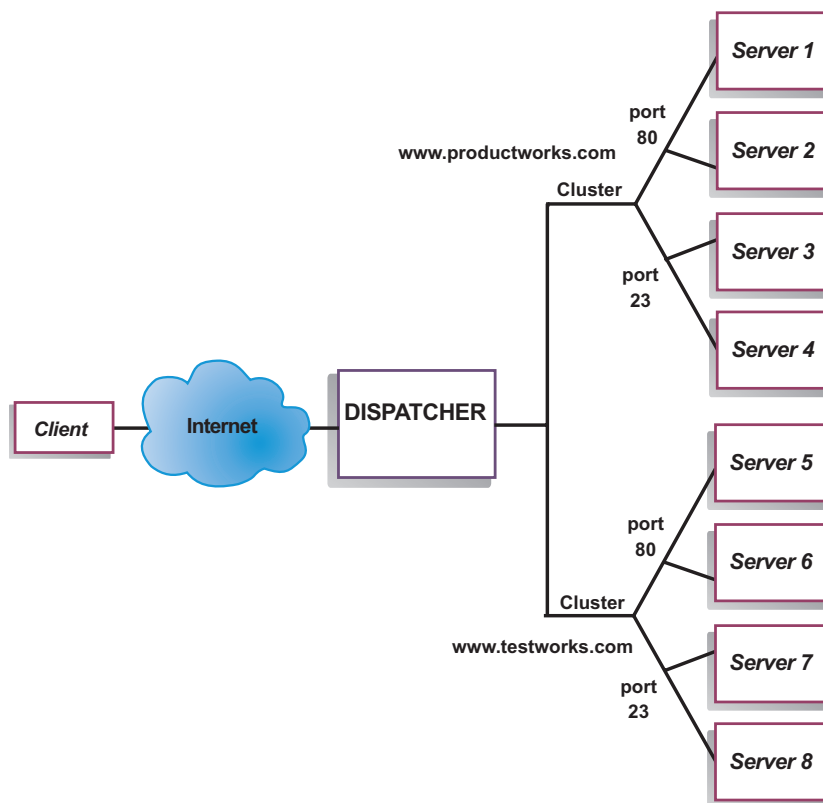 Server 1
port
80
www.productworks.com
Server 2
Cluster
Server 3
port
23
Server 4
DISPATCHER
Internet
Client
Server 5
port
80
Server 6
Cluster
www.testworks.com
Server 7
port
23
Server 8